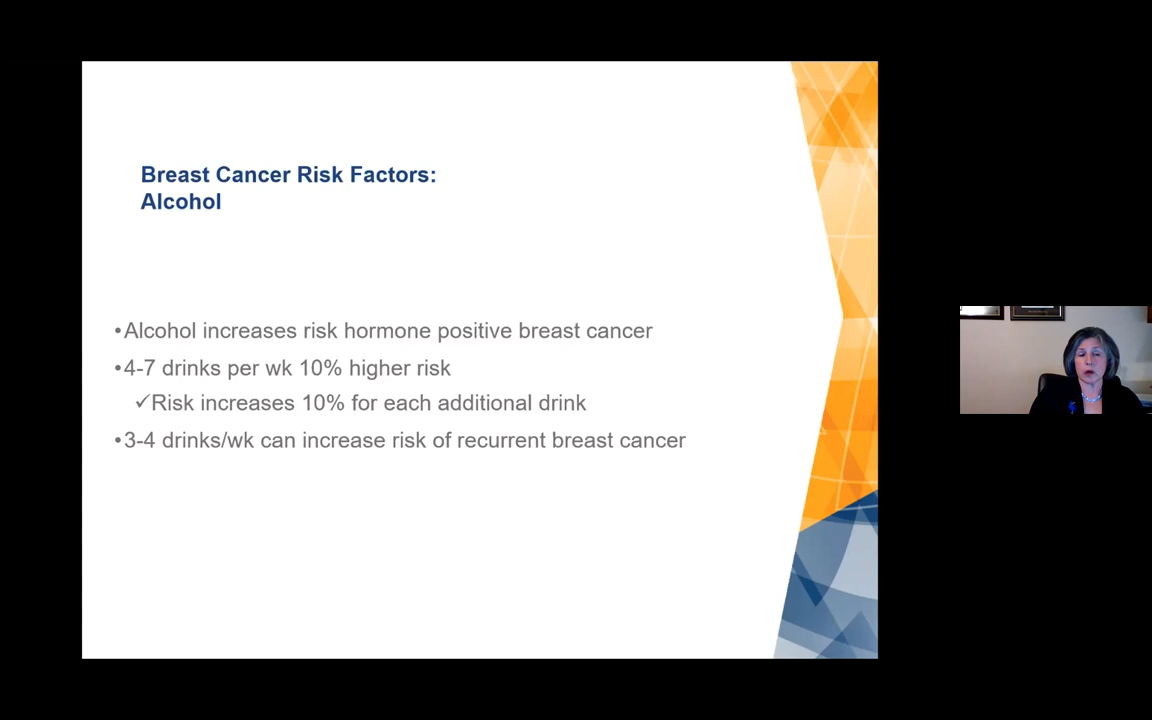 Breast Cancer Risk Factors:
Alcohol
•Alcohol increases risk hormone positive breast cancer
•4-7 drinks per wk 10% higher risk
✓Risk increases 10% for each additional drink
•3-4 drinks/wk can increase risk of recurrent breast cancer